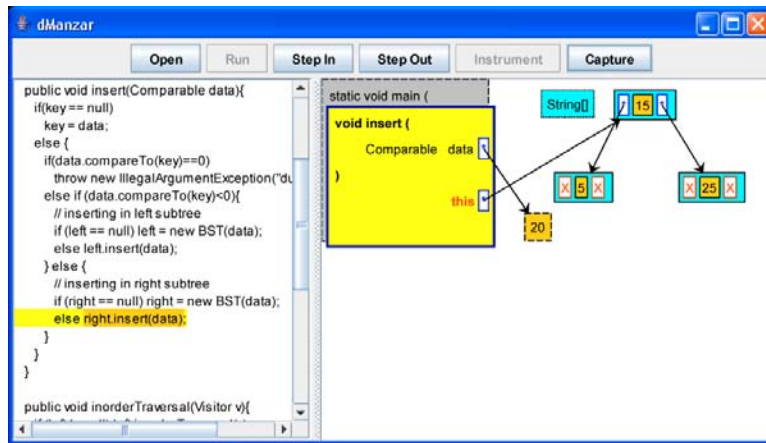 dManzar
Open Run Step In Step Out Instrument Capture
public void insert(Comparable data){
if(key == null)
key = data;
else {
if(data.compareTo(key)==0)
throw new IllegalArgumentException("du
else if (data.compareTo(key)<0){
// inserting in left subtree
if (left == null) left = new BST(data);
else left.insert(data);
} else {
// inserting in right subtree
if (right == null) right = new BST(data);
else right.insert(data);
}
}
}
public void inorderTraversal(Visitor v){
static void main (
void insert (
Comparable data
)
this
String[]
15
X 5 X
X 25 X
20